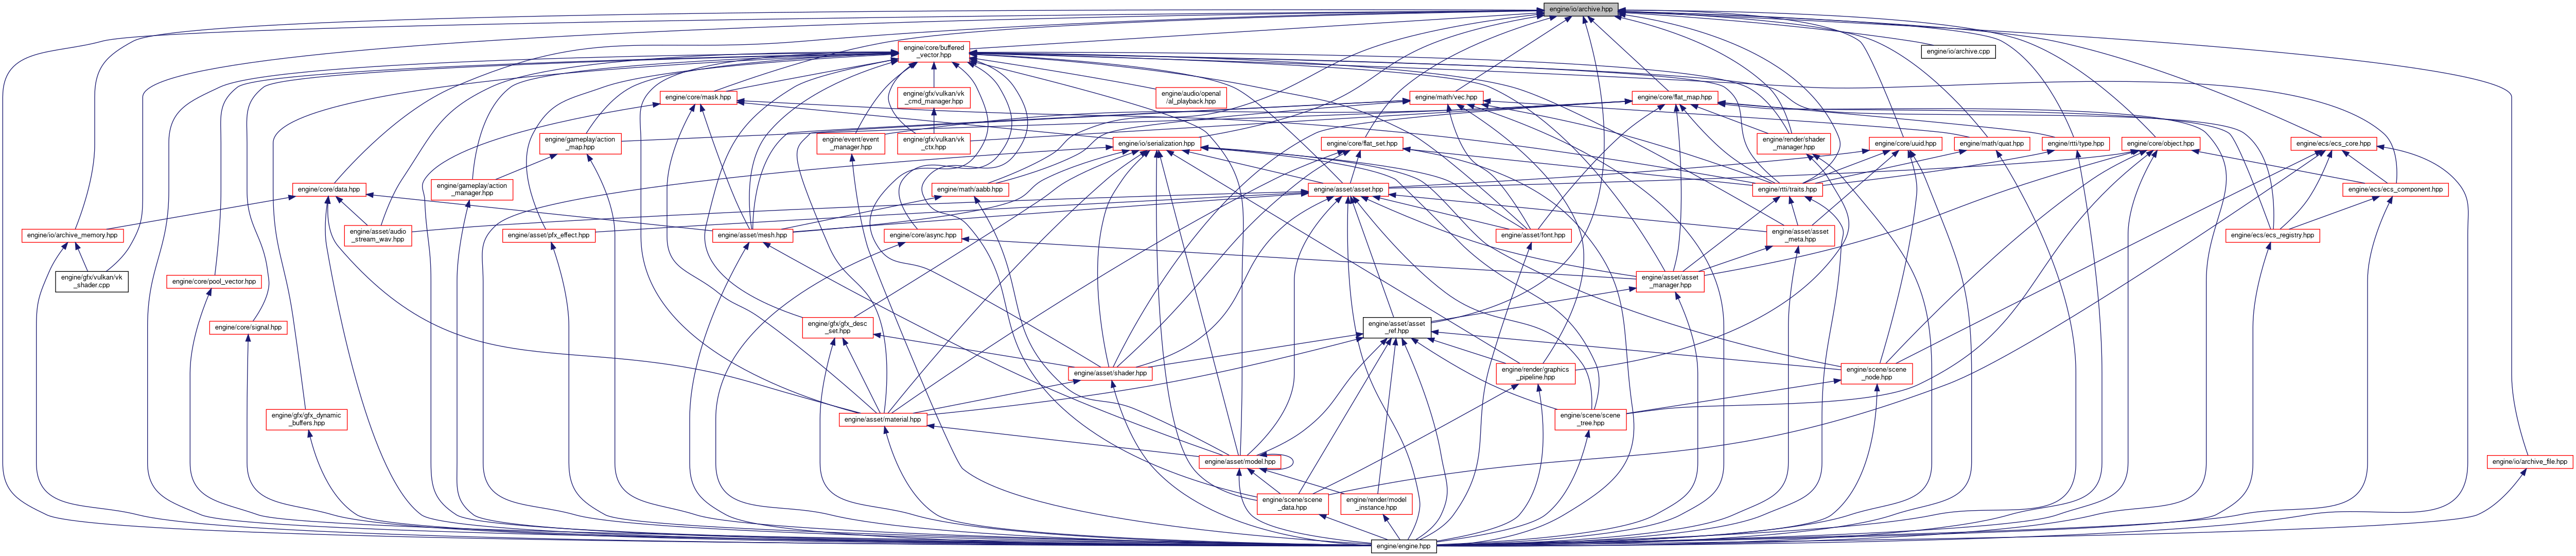 engine/io/archive.hpp
engine/core/buffered
_vector.hpp
engine/io/archive.cpp
engine/gfx/vulkan/vk
_cmd_manager.hpp
engine/audio/openal
/al_playback.hpp
engine/core/mask.hpp
engine/math/vec.hpp
engine/core/flat_map.hpp
engine/gameplay/action
_map.hpp
engine/event/event
_manager.hpp
engine/gfx/vulkan/vk
_ctx.hpp
engine/io/serialization.hpp
engine/core/flat_set.hpp
engine/render/shader
_manager.hpp
engine/core/uuid.hpp
engine/math/quat.hpp
engine/rtti/type.hpp
engine/core/object.hpp
engine/ecs/ecs_core.hpp
engine/core/data.hpp
engine/gameplay/action
_manager.hpp
engine/math/aabb.hpp
engine/asset/asset.hpp
engine/rtti/traits.hpp
engine/ecs/ecs_component.hpp
engine/io/archive_memory.hpp
engine/asset/audio
_stream_wav.hpp
engine/asset/pfx_effect.hpp
engine/asset/mesh.hpp
engine/core/async.hpp
engine/asset/font.hpp
engine/asset/asset
_meta.hpp
engine/ecs/ecs_registry.hpp
engine/gfx/vulkan/vk
_shader.cpp
engine/core/pool_vector.hpp
engine/asset/asset
_manager.hpp
engine/core/signal.hpp
engine/gfx/gfx_desc
_set.hpp
engine/asset/asset
_ref.hpp
engine/asset/shader.hpp
engine/render/graphics
_pipeline.hpp
engine/scene/scene
_node.hpp
engine/gfx/gfx_dynamic
_buffers.hpp
engine/asset/material.hpp
engine/scene/scene
_tree.hpp
engine/asset/model.hpp
engine/io/archive_file.hpp
engine/scene/scene
_data.hpp
engine/render/model
_instance.hpp
engine/engine.hpp